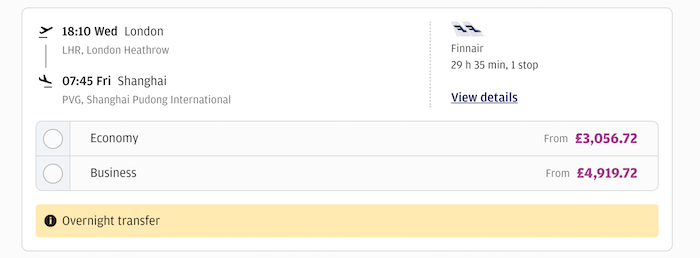 18:10 Wed London
LHR, London Heathrow
07:45 Fri Shanghai
PVG, Shanghai Pudong International
Finnair
29 h 35 min, 1 stop
View details
Economy From £3,056.72
Business From £4,919.72
Overnight transfer